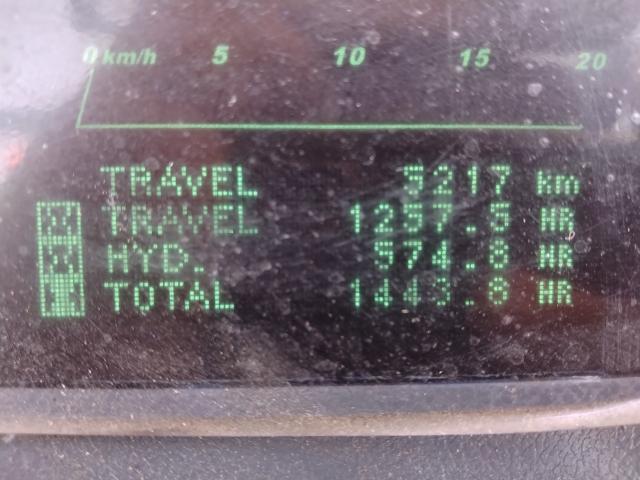 0 km/h 5 10 15 20
TRAVEL 5217 km
TRAVEL 1257.5 HR
HYD. 574.8 HR
TOTAL 1443.8 HR